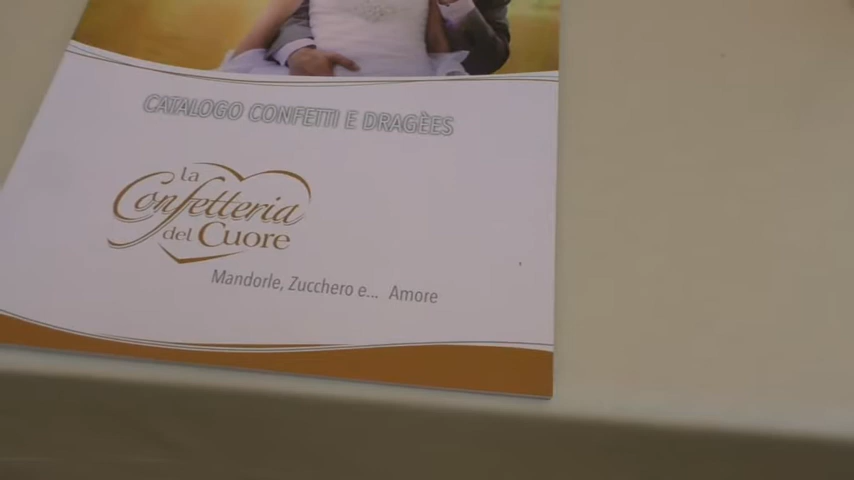 CATALOGO CONFETTI E DRAGÈES
la
Confetteria
del Cuore
Mandorle, Zucchero e... Amore